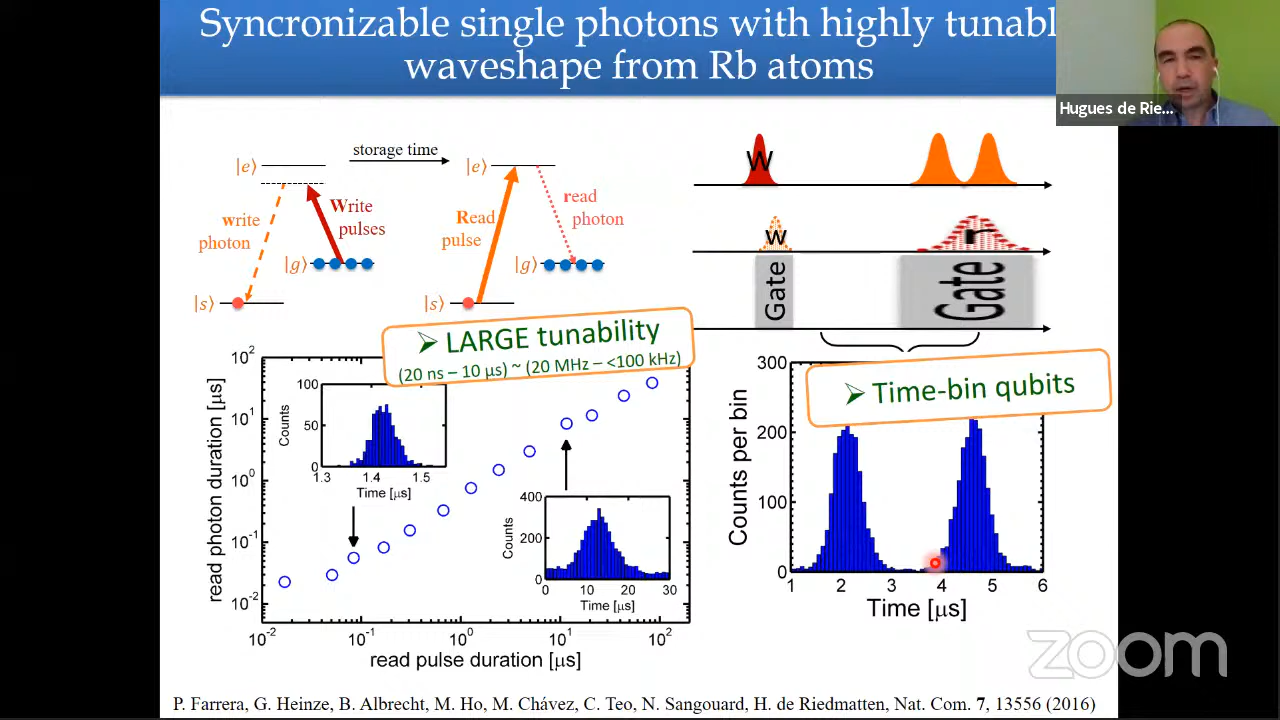 Syncronizable single photons with highly tunabl
waveshape from Rb atoms
Hugues de Rie...
|e⟩
storage time
|e⟩
write
photon
Write
pulses
Read
pulse
read
photon
|g⟩
|g⟩
|s⟩
|s⟩
W
w
r
Gate
Gate
➢ LARGE tunability
(20 ns – 10 µs) ~ (20 MHz – <100 kHz)
➢ Time-bin qubits
read photon duration [µs]
10²
10¹
10⁰
10⁻¹
10⁻²
10⁻²
10⁻¹
10⁰
10¹
10²
read pulse duration [µs]
Counts
100
50
0
1.3
1.4
1.5
Time [µs]
Counts
400
200
0
0
10
20
30
Time [µs]
Counts per bin
300
200
100
0
1
2
3
4
5
6
Time [µs]
zoom
P. Farrera, G. Heinze, B. Albrecht, M. Ho, M. Chávez, C. Teo, N. Sangouard, H. de Riedmatten, Nat. Com. 7, 13556 (2016)